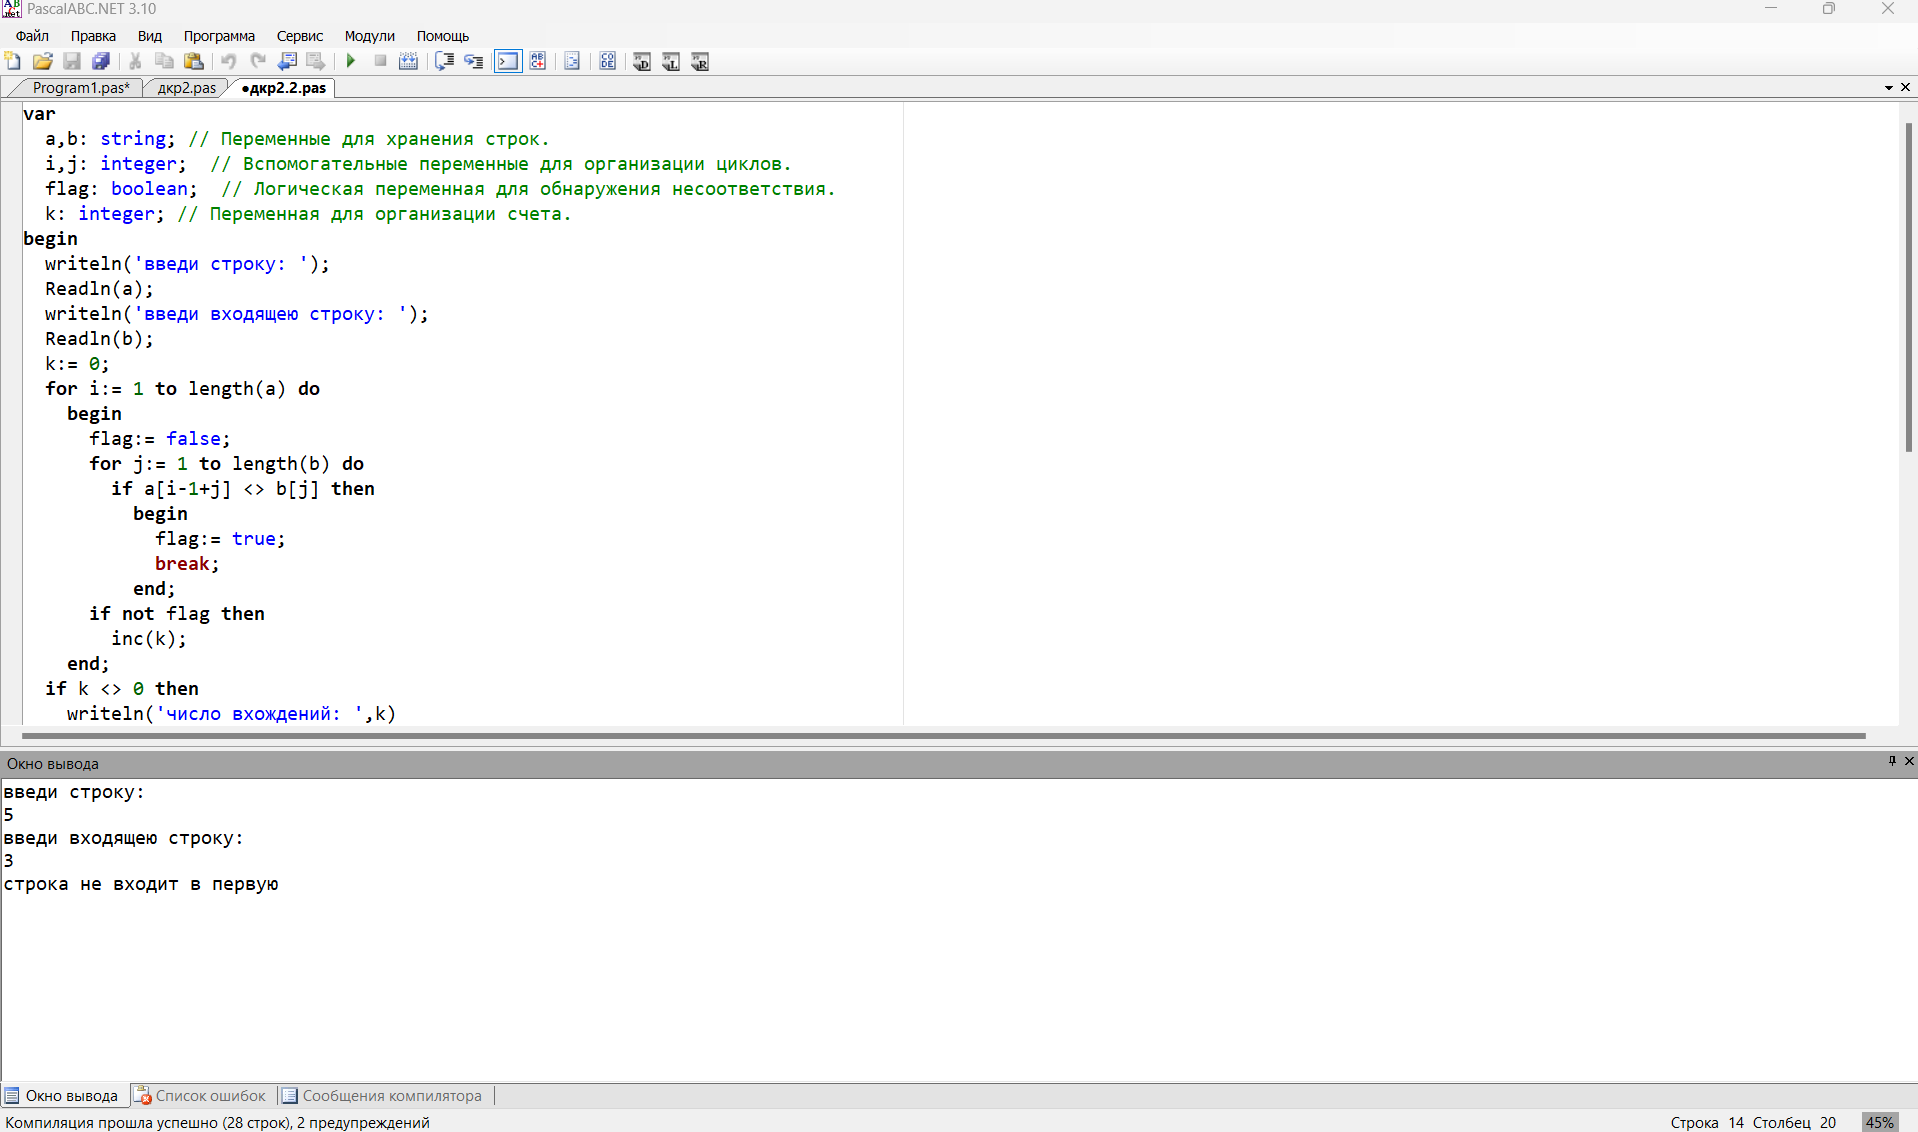 PascalABC.NET 3.10
Файл Правка Вид Программа Сервис Модули Помощь
Program1.pas* дкр2.pas •дкр2.2.pas
var
a,b: string; // Переменные для хранения строк.
i,j: integer; // Вспомогательные переменные для организации циклов.
flag: boolean; // Логическая переменная для обнаружения несоответствия.
k: integer; // Переменная для организации счета.
begin
writeln('введи строку: ');
Readln(a);
writeln('введи входящею строку: ');
Readln(b);
k:= 0;
for i:= 1 to length(a) do
begin
flag:= false;
for j:= 1 to length(b) do
if a[i-1+j] <> b[j] then
begin
flag:= true;
break;
end;
if not flag then
inc(k);
end;
if k <> 0 then
writeln('число вхождений: ',k)
Окно вывода
введи строку:
5
введи входящею строку:
3
строка не входит в первую
Окно вывода Список ошибок Сообщения компилятора
Компиляция прошла успешно (28 строк), 2 предупреждений Строка 14 Столбец 20 45%